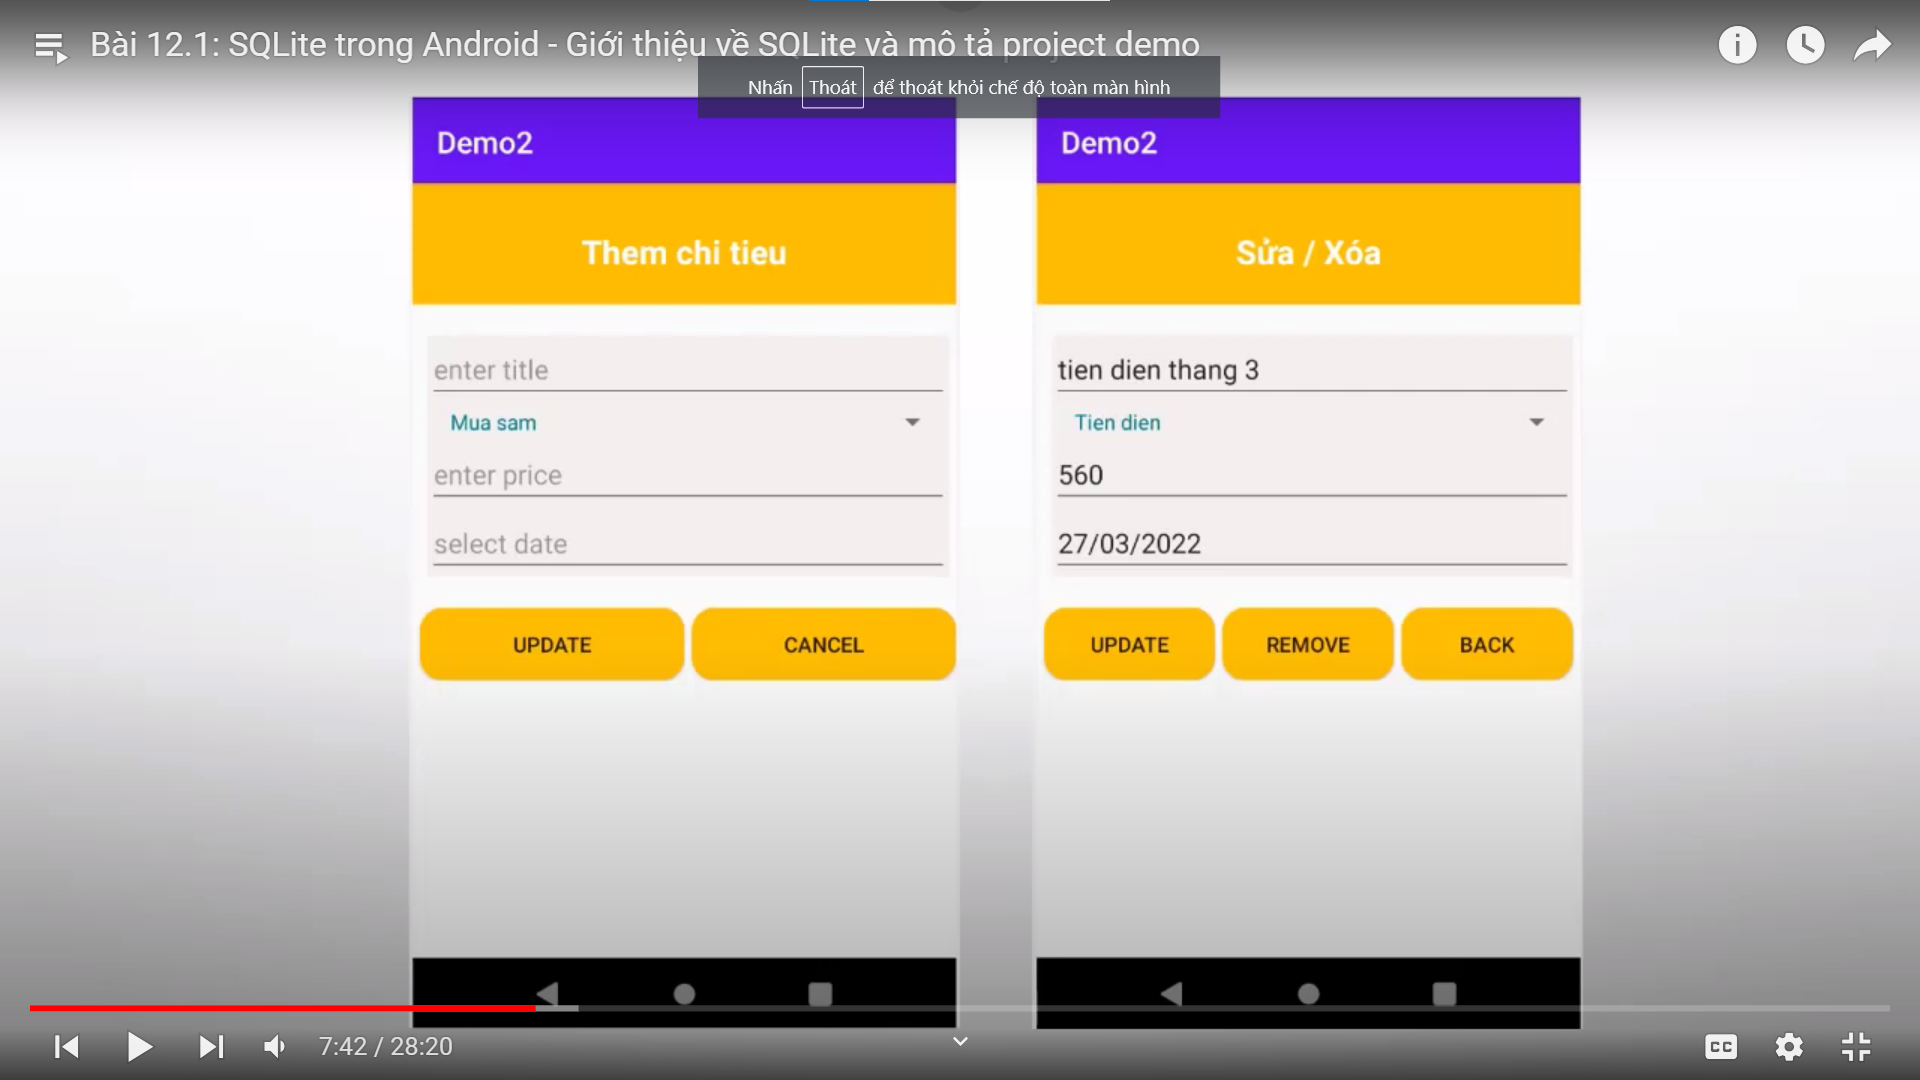 Bài 12.1: SQLite trong Android - Giới thiệu về SQLite và mô tả project demo
Nhấn Thoát để thoát khỏi chế độ toàn màn hình
Demo2
Them chi tieu
enter title
Mua sam
enter price
select date
UPDATE CANCEL
Demo2
Sửa / Xóa
tien dien thang 3
Tien dien
560
27/03/2022
UPDATE REMOVE BACK
7:42 / 28:20
CC